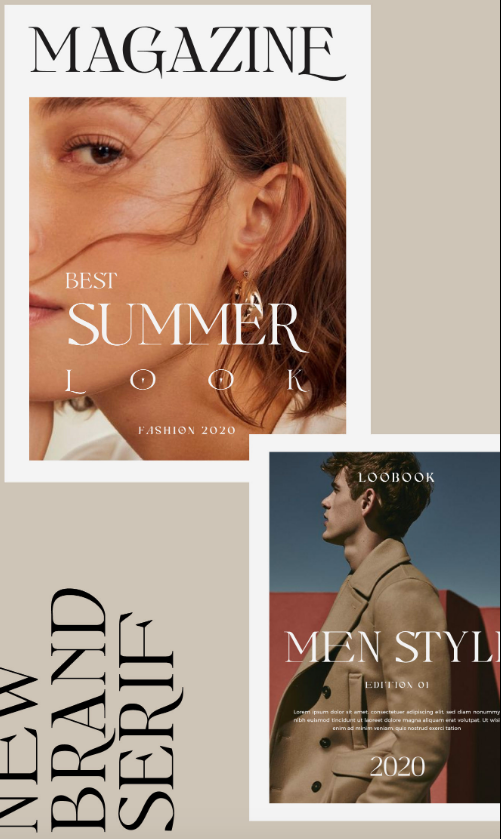 MAGAZINE
BEST
SUMMER
LOOK
FASHION 2020
LOOBOOK
MEN STYL
EDITION 01
Lorem ipsum dolor sit amet, consectetuer adipiscing elit, sed diam nonummy
nibh euismod tincidunt ut laoreet dolore magna aliquam erat volutpat. Ut wisi
enim ad minim veniam, quis nostrud exerci tation
2020
NEW
BRAND
SERIF